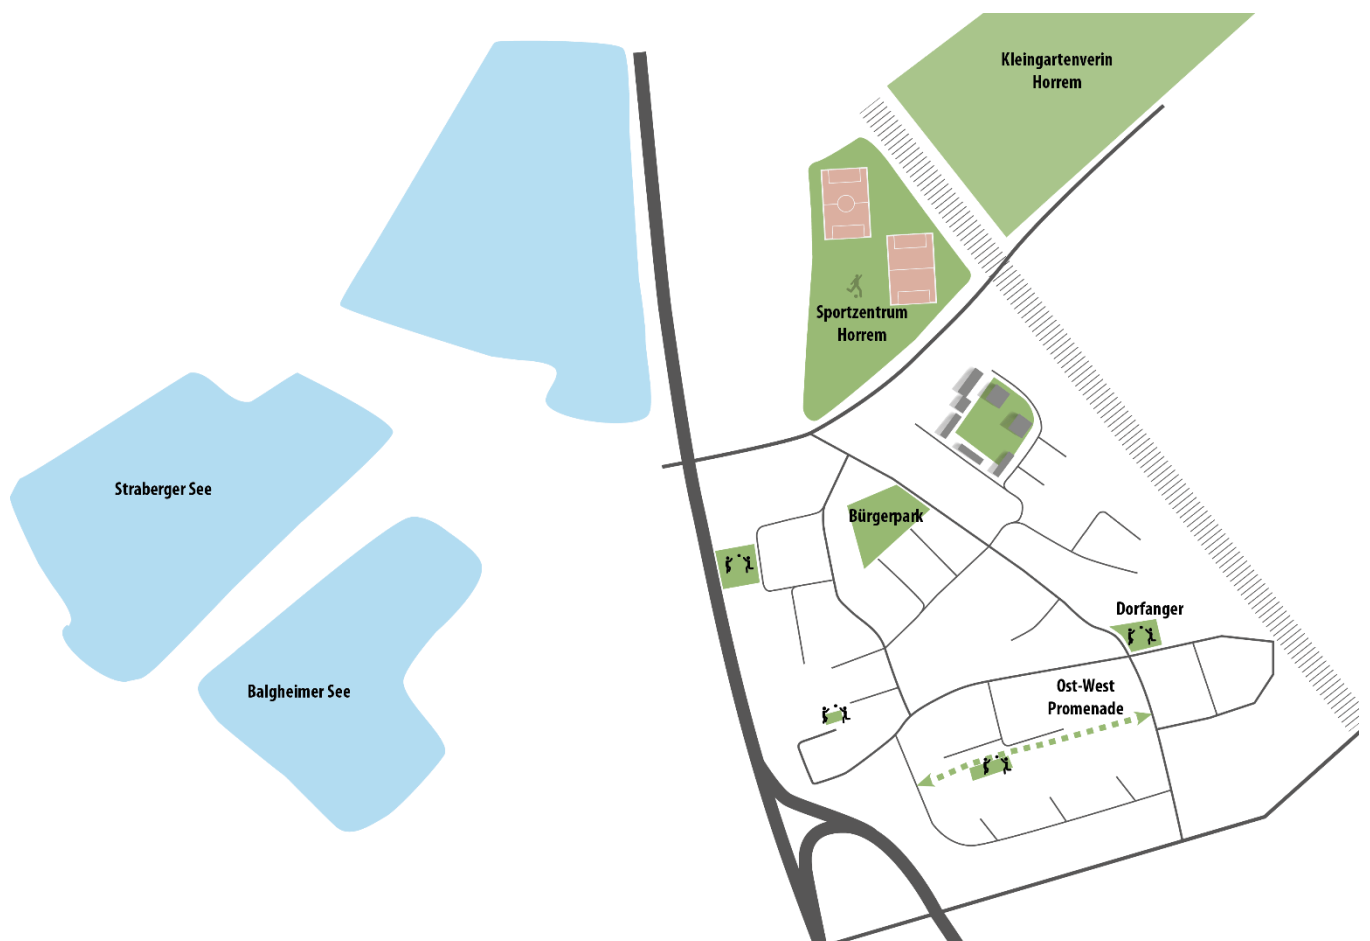 Kleingartenverin
Horrem
Sportzentrum
Horrem
Straberger See
Bürgerpark
Dorfanger
Balgheimer See
Ost-West
Promenade